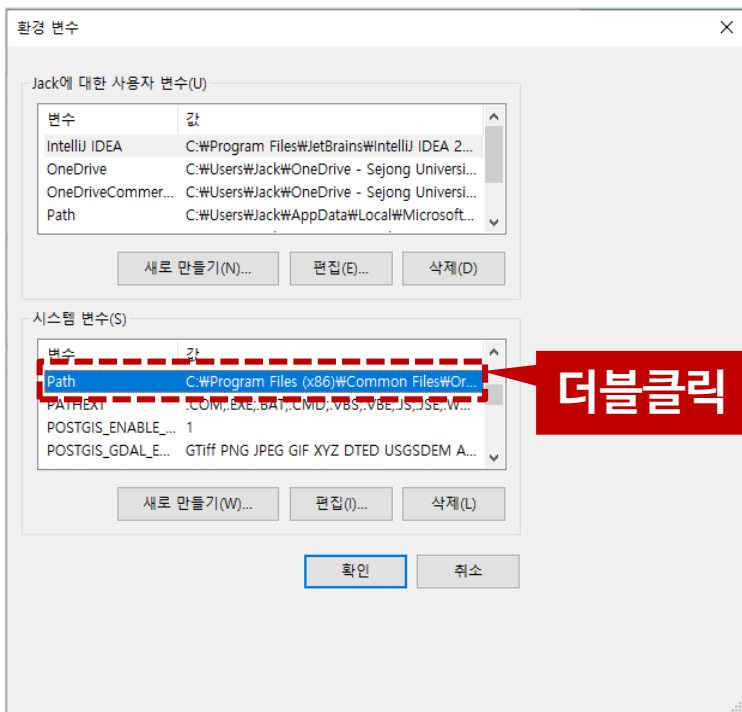 환경 변수
Jack에 대한 사용자 변수(U)
변수 값
IntelliJ IDEA C:₩Program Files₩JetBrains₩IntelliJ IDEA 2...
OneDrive C:₩Users₩Jack₩OneDrive - Sejong Universi...
OneDriveCommer... C:₩Users₩Jack₩OneDrive - Sejong Universi...
Path C:₩Users₩Jack₩AppData₩Local₩Microsoft...
새로 만들기(N)... 편집(E)... 삭제(D)
시스템 변수(S)
변수 값
Path C:₩Program Files (x86)₩Common Files₩Or...
더블클릭
PATHEXT .COM;.EXE;.BAT;.CMD;.VBS;.VBE;.JS;.JSE;.W...
POSTGIS_ENABLE_... 1
POSTGIS_GDAL_E... GTiff PNG JPEG GIF XYZ DTED USGSDEM A...
새로 만들기(W)... 편집(I)... 삭제(L)
확인 취소